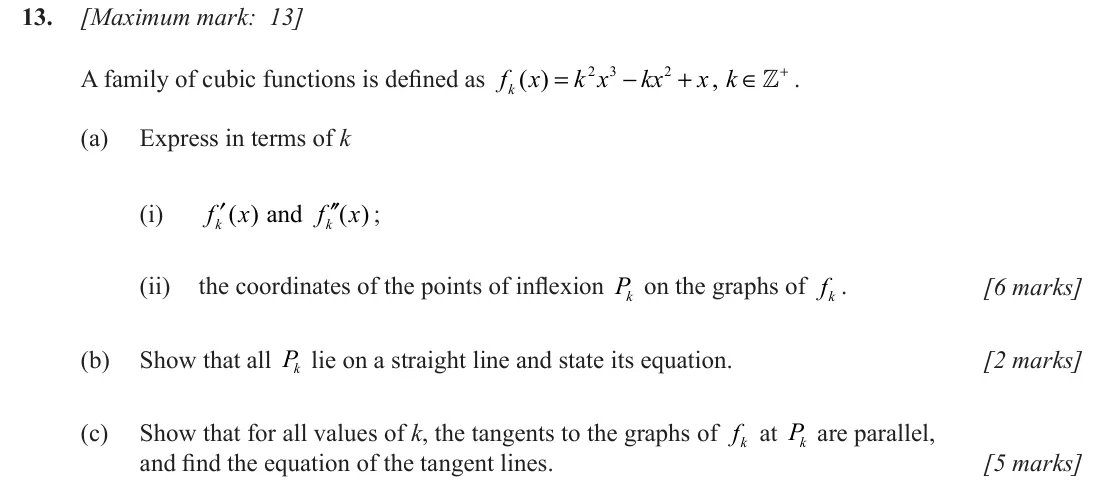 13. [Maximum mark: 13]
A family of cubic functions is defined as fₖ(x) = k²x³ − kx² + x, k ∈ ℤ⁺.
(a) Express in terms of k
(i) fₖ′(x) and fₖ″(x);
(ii) the coordinates of the points of inflexion Pₖ on the graphs of fₖ. [6 marks]
(b) Show that all Pₖ lie on a straight line and state its equation. [2 marks]
(c) Show that for all values of k, the tangents to the graphs of fₖ at Pₖ are parallel,
and find the equation of the tangent lines. [5 marks]